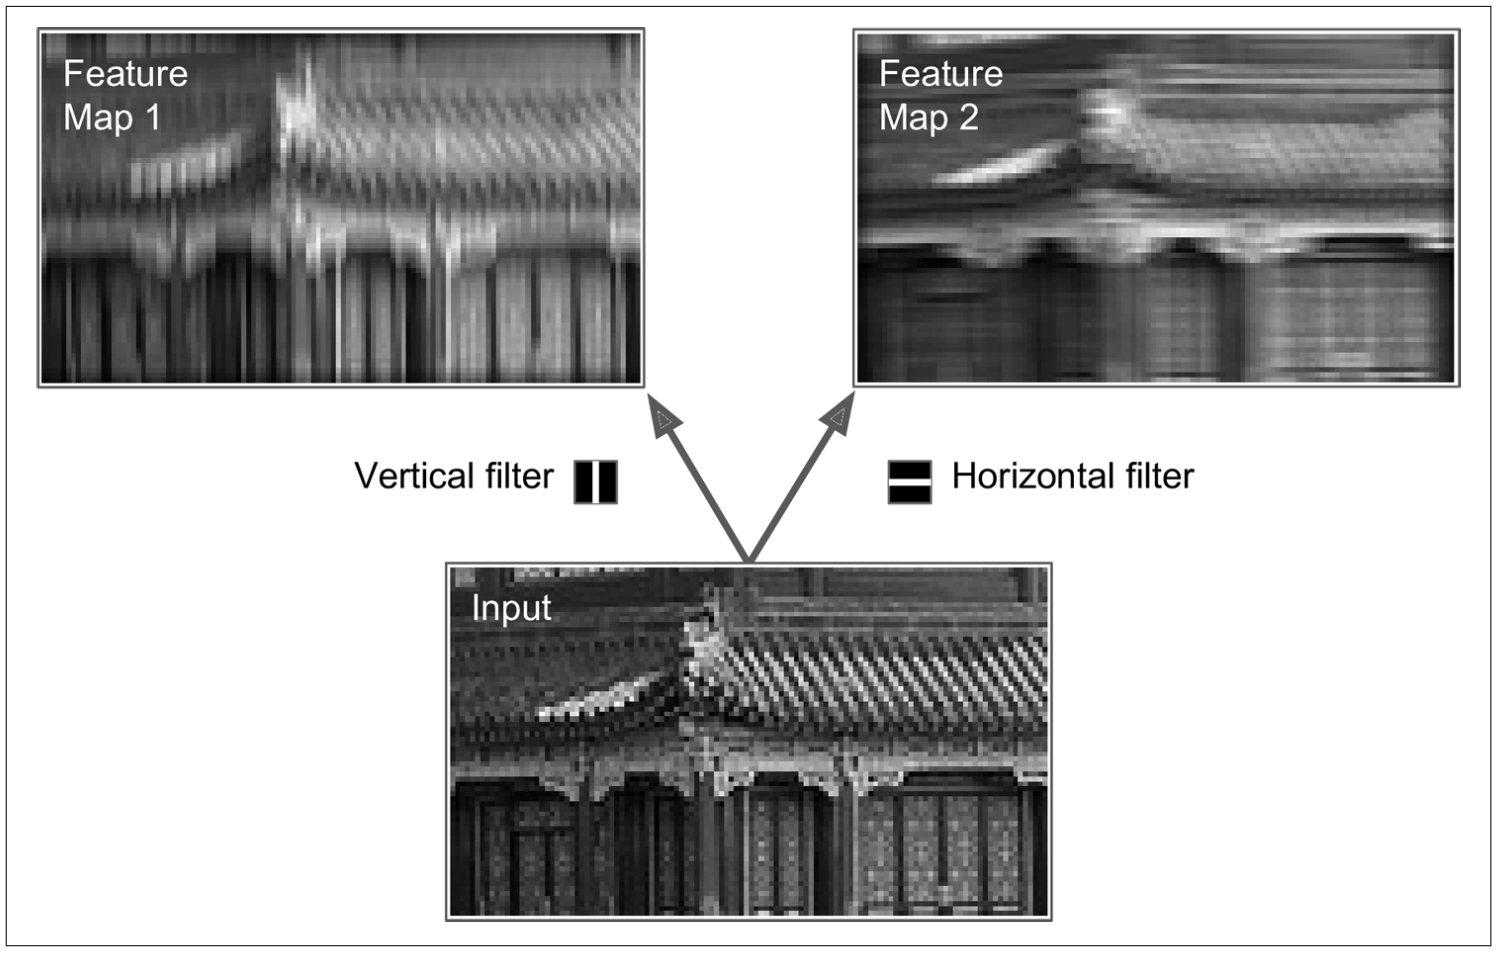 Feature
Map 1
Feature
Map 2
Vertical filter
Horizontal filter
Input